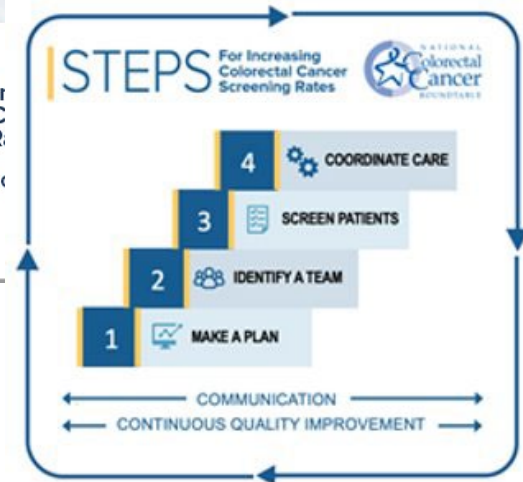 STEPS
For Increasing
Colorectal Cancer
Screening Rates
NATIONAL
Colorectal
Cancer
ROUNDTABLE
4 COORDINATE CARE
3 SCREEN PATIENTS
2 IDENTIFY A TEAM
1 MAKE A PLAN
COMMUNICATION
CONTINUOUS QUALITY IMPROVEMENT